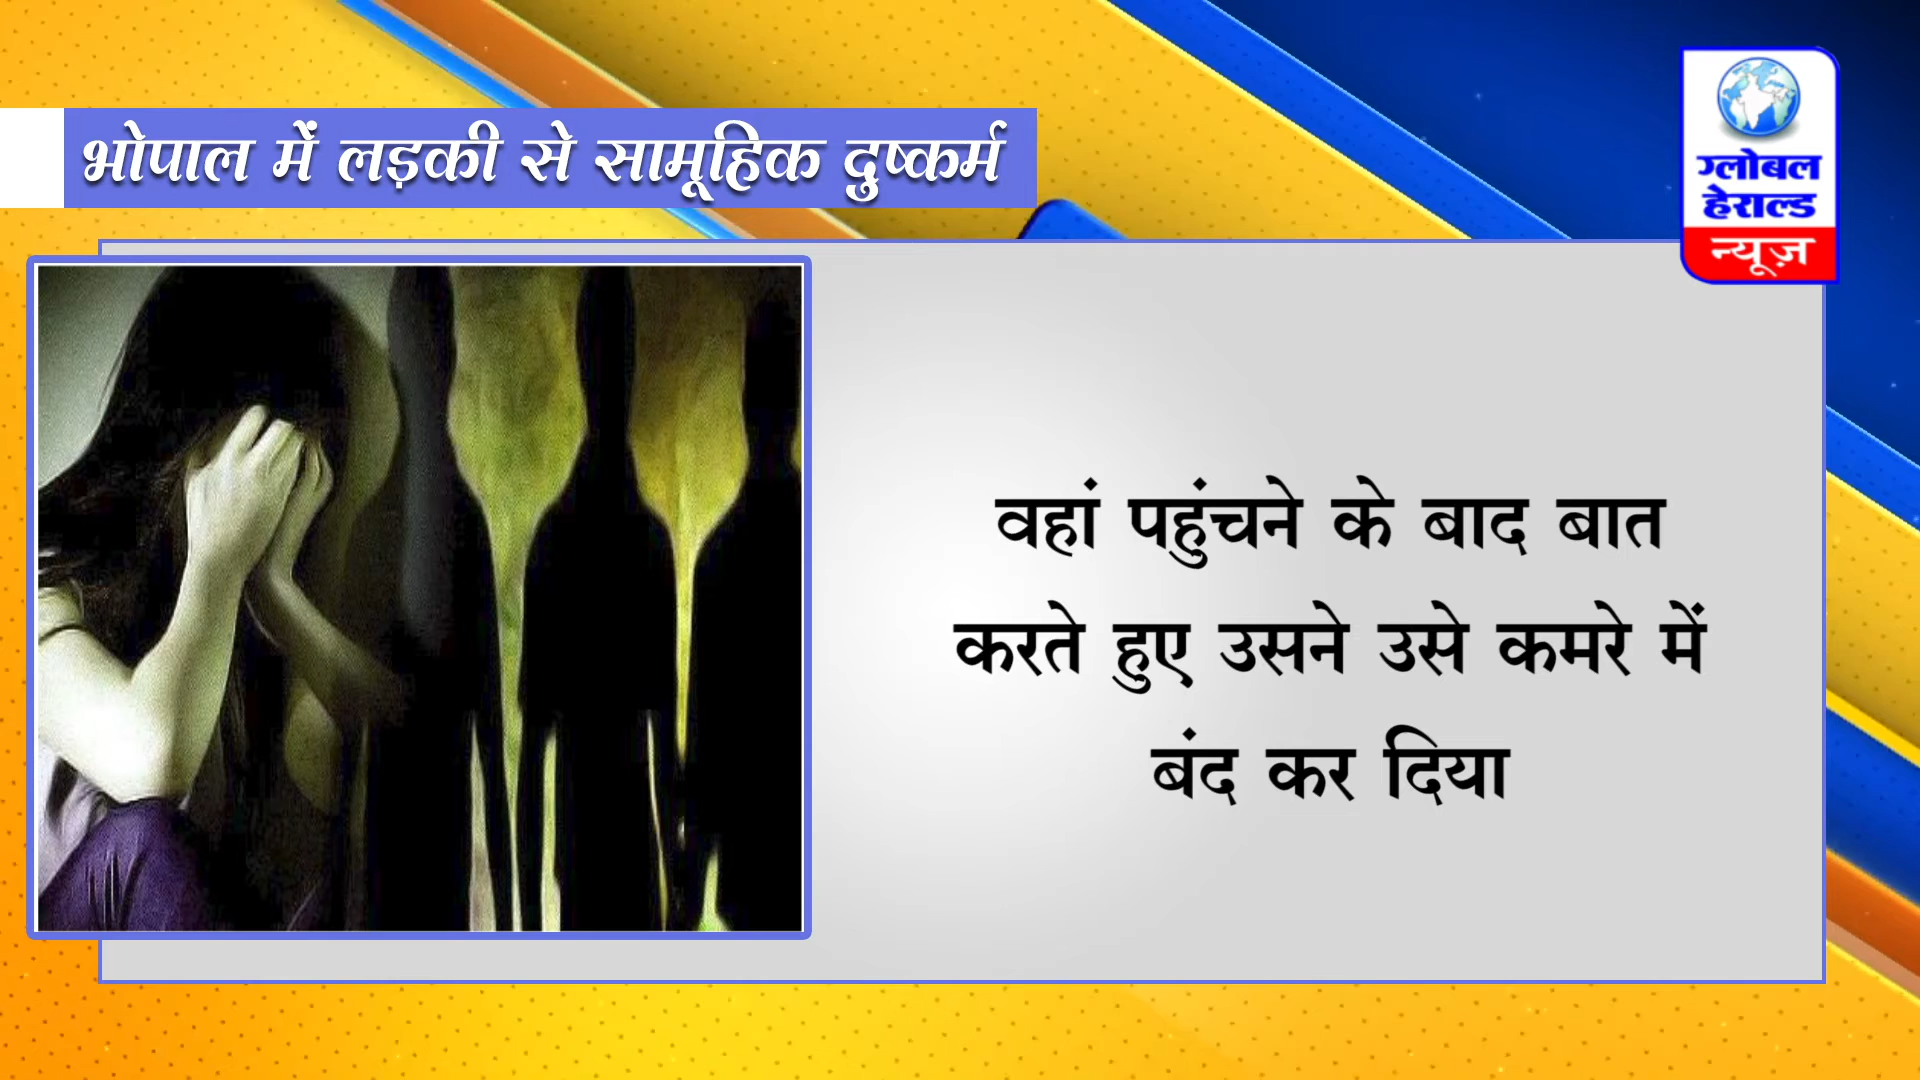 भोपाल में लड़की से सामूहिक दुष्कर्म
ग्लोबल
हेराल्ड
न्यूज़
वहां पहुंचने के बाद बात
करते हुए उसने उसे कमरे में
बंद कर दिया